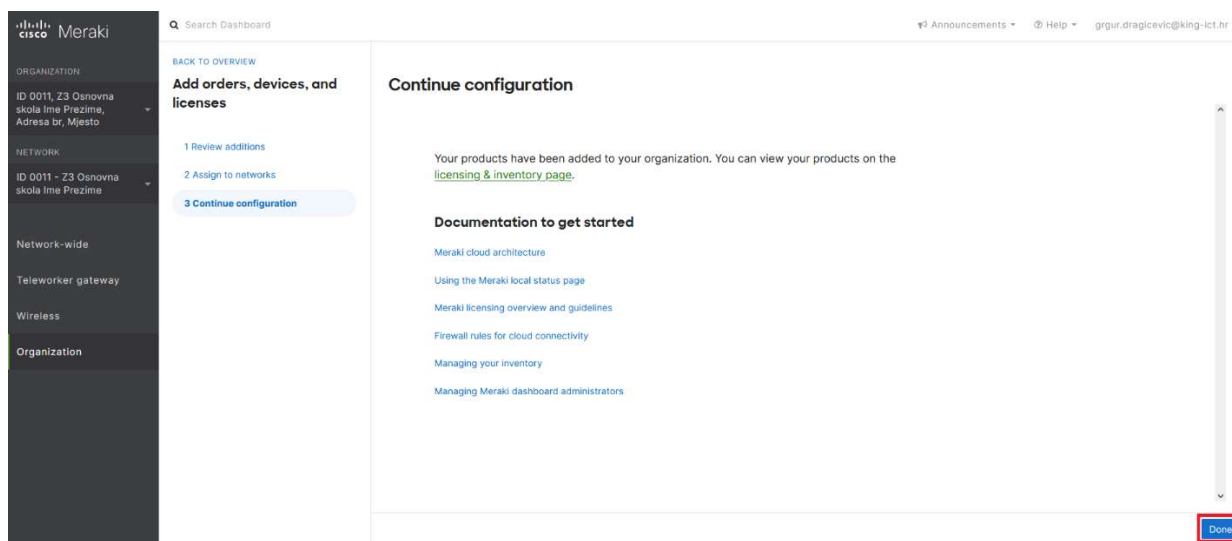 CISCO Meraki
ORGANIZATION
ID 0011, Z3 Osnovna
skola Ime Prezime,
Adresa br, Mjesto
NETWORK
ID 0011 - Z3 Osnovna
skola Ime Prezime
Network-wide
Teleworker gateway
Wireless
Organization
Search Dashboard
Announcements
Help
grgur.dragicevic@king-ict.hr
BACK TO OVERVIEW
Add orders, devices, and
licenses
1 Review additions
2 Assign to networks
3 Continue configuration
Continue configuration
Your products have been added to your organization. You can view your products on the
licensing & inventory page.
Documentation to get started
Meraki cloud architecture
Using the Meraki local status page
Meraki licensing overview and guidelines
Firewall rules for cloud connectivity
Managing your inventory
Managing Meraki dashboard administrators
Done